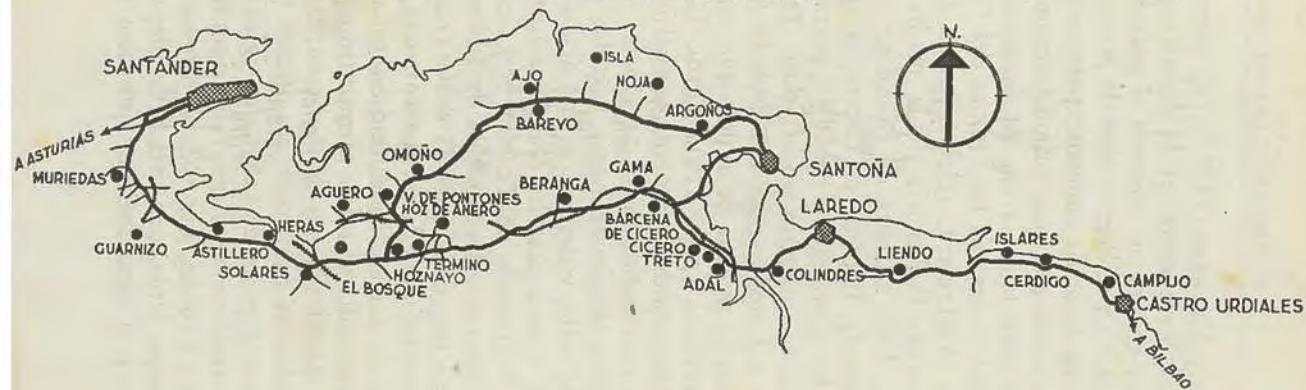 N.
SANTANDER
A ASTURIAS
MURIEDAS
GUARNIZO
ASTILLERO
HERAS
SOLARES
EL BOSQUE
AGUERO
OMOÑO
V. DE PONTONES
HOZ DE ANERO
TERMINO
HOZNAYO
AJO
BAREYO
ISLA
NOJA
ARGOÑOS
SANTOÑA
BERANGA
GAMA
BÁRCENA
DE CICERO
CICERO
TRETO
ADAL
COLINDRES
LAREDO
LIENDO
ISLARES
CERDIGO
CAMPIJO
CASTRO URDIALES
A BILBAO